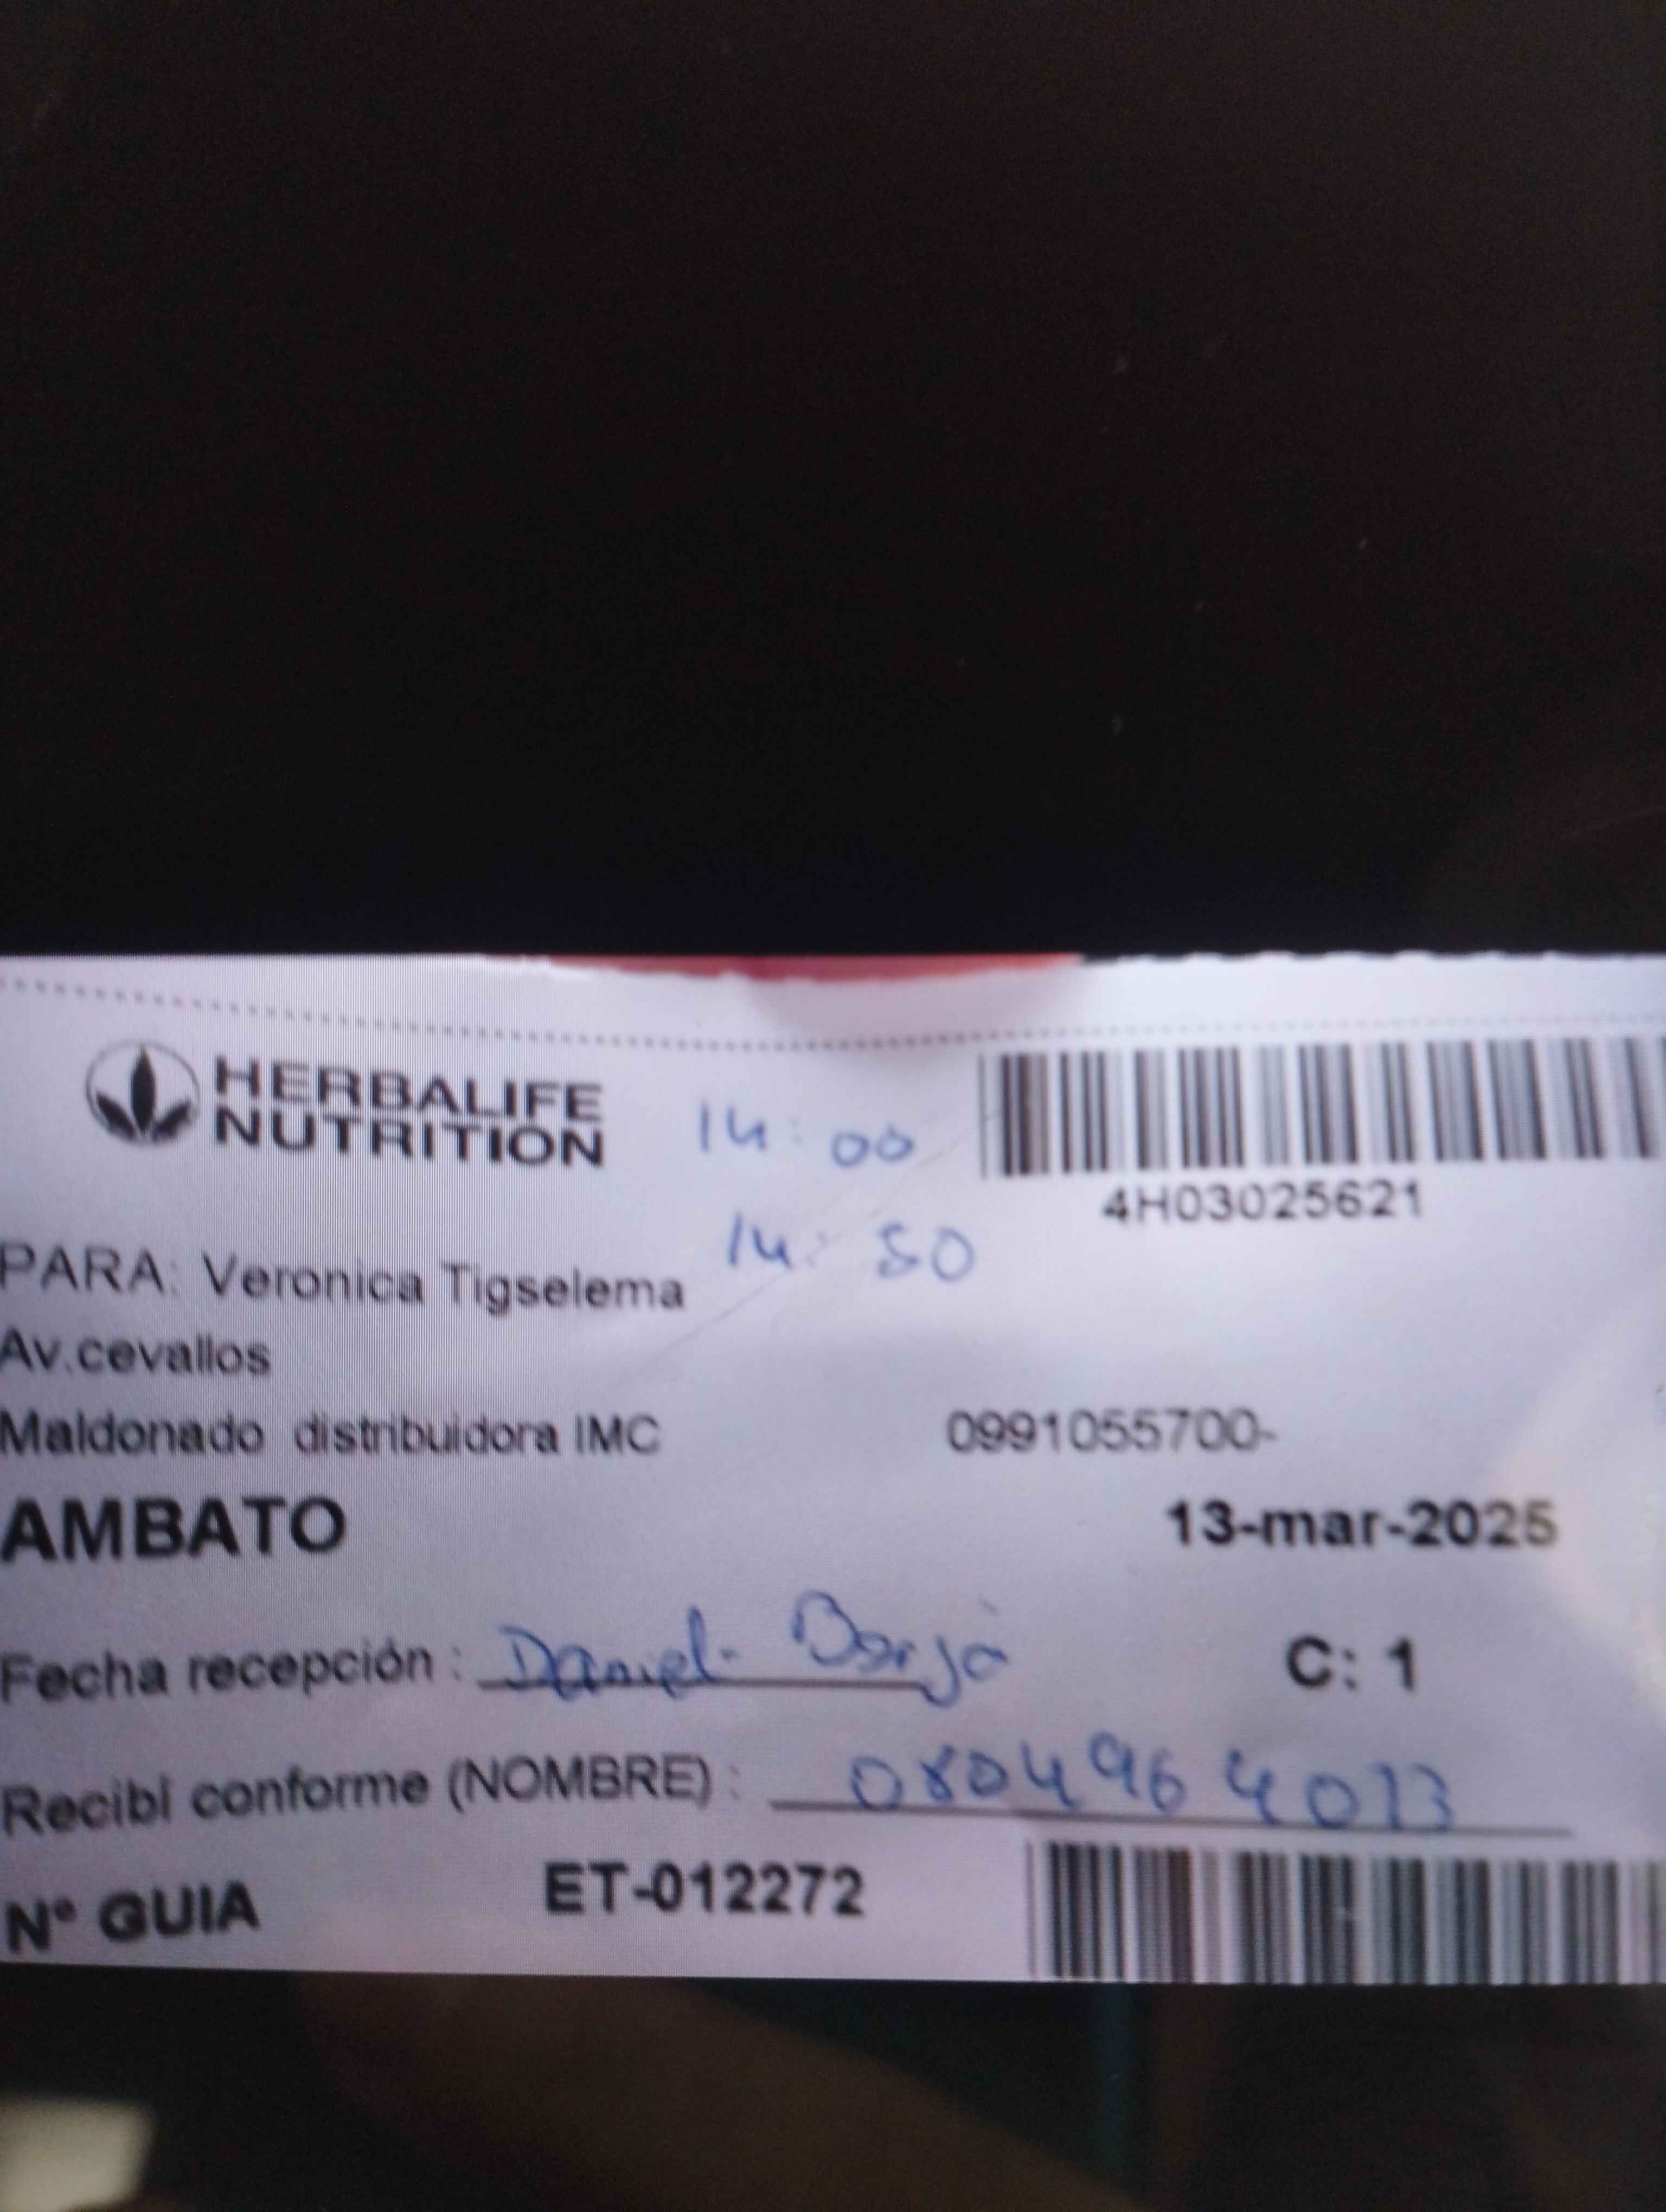 HERBALIFE
NUTRITION
14:00
4H03025621
14:50
PARA: Veronica Tigselema
Av.cevallos
Maldonado distribuidora IMC 0991055700-
AMBATO 13-mar-2025
Fecha recepción : Daniel Borja C: 1
Recibí conforme (NOMBRE) : 0804964013
N° GUIA ET-012272